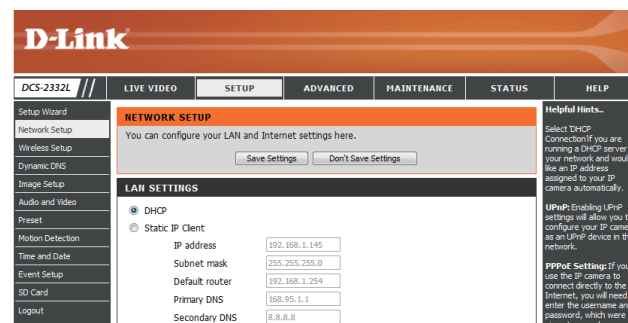 D-Link
DCS-2332L
LIVE VIDEO
SETUP
ADVANCED
MAINTENANCE
STATUS
HELP
Setup Wizard
Network Setup
Wireless Setup
Dynamic DNS
Image Setup
Audio and Video
Preset
Motion Detection
Time and Date
Event Setup
SD Card
Logout
NETWORK SETUP
You can configure your LAN and Internet settings here.
Save Settings
Don't Save Settings
LAN SETTINGS
DHCP
Static IP Client
IP address 192.168.1.145
Subnet mask 255.255.255.0
Default router 192.168.1.254
Primary DNS 168.95.1.1
Secondary DNS 8.8.8.8
Helpful Hints..
Select 'DHCP
Connection'if you are
running a DHCP server
your network and woul
like an IP address
assigned to your IP
camera automatically.
UPnP: Enabling UPnP
settings will allow you t
configure your IP came
as an UPnP device in th
network.
PPPoE Setting: If you
use the IP camera to
connect directly to the
Internet, you will need
enter the username an
password, which were